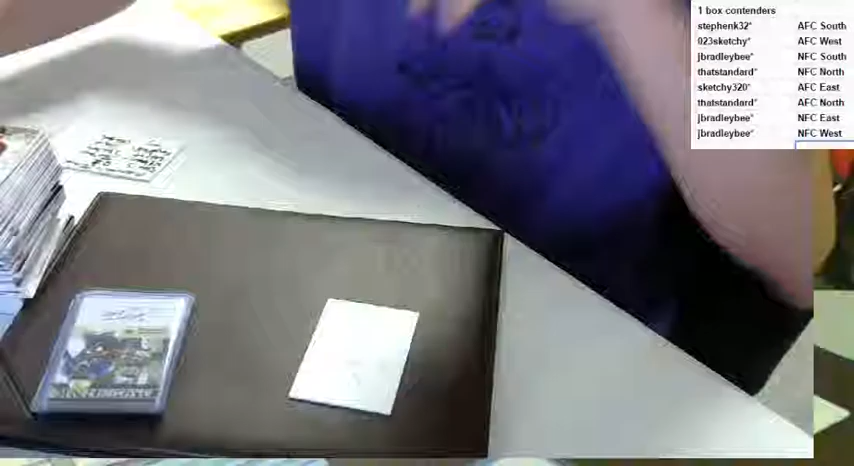 1 box contenders
stephenk32* AFC South
023sketchy* AFC West
jbradleybee* NFC South
thatstandard* NFC North
sketchy320* AFC East
thatstandard* AFC North
jbradleybee* NFC East
jbradleybee* NFC West